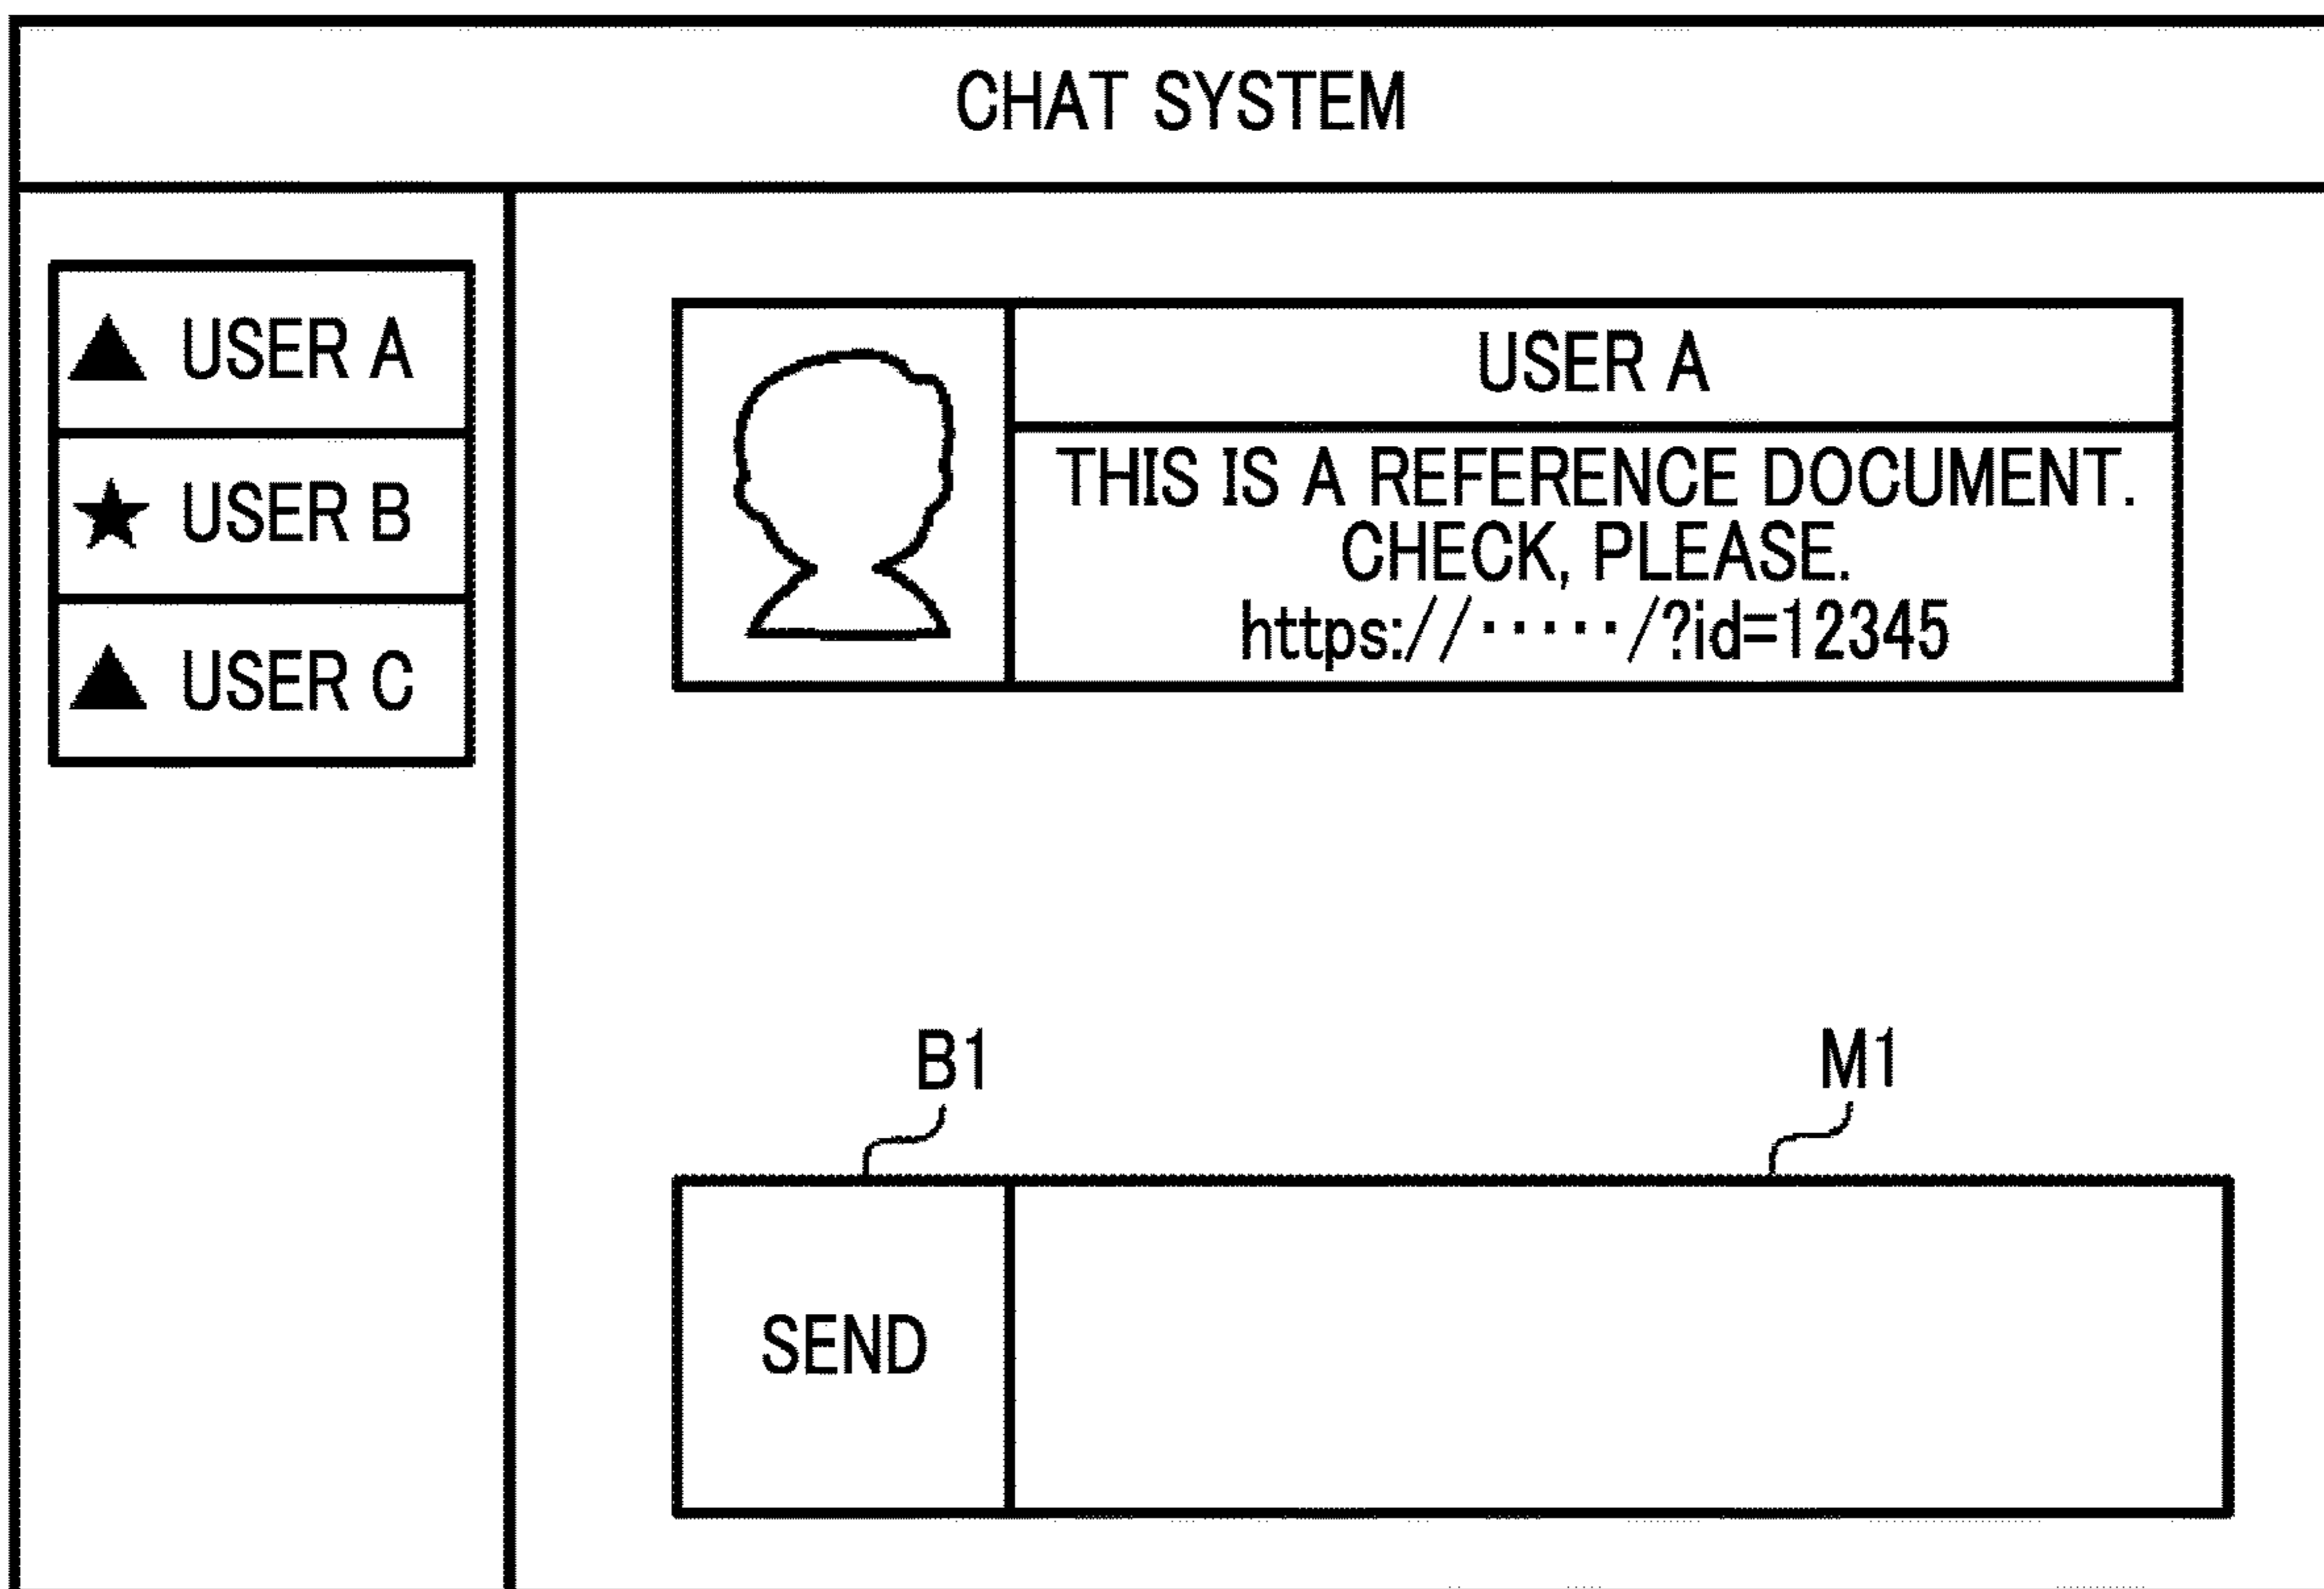 CHAT SYSTEM
▲ USER A
★ USER B
▲ USER C
USER A
THIS IS A REFERENCE DOCUMENT.
CHECK, PLEASE.
https://・・・・・/?id=12345
B1
M1
SEND